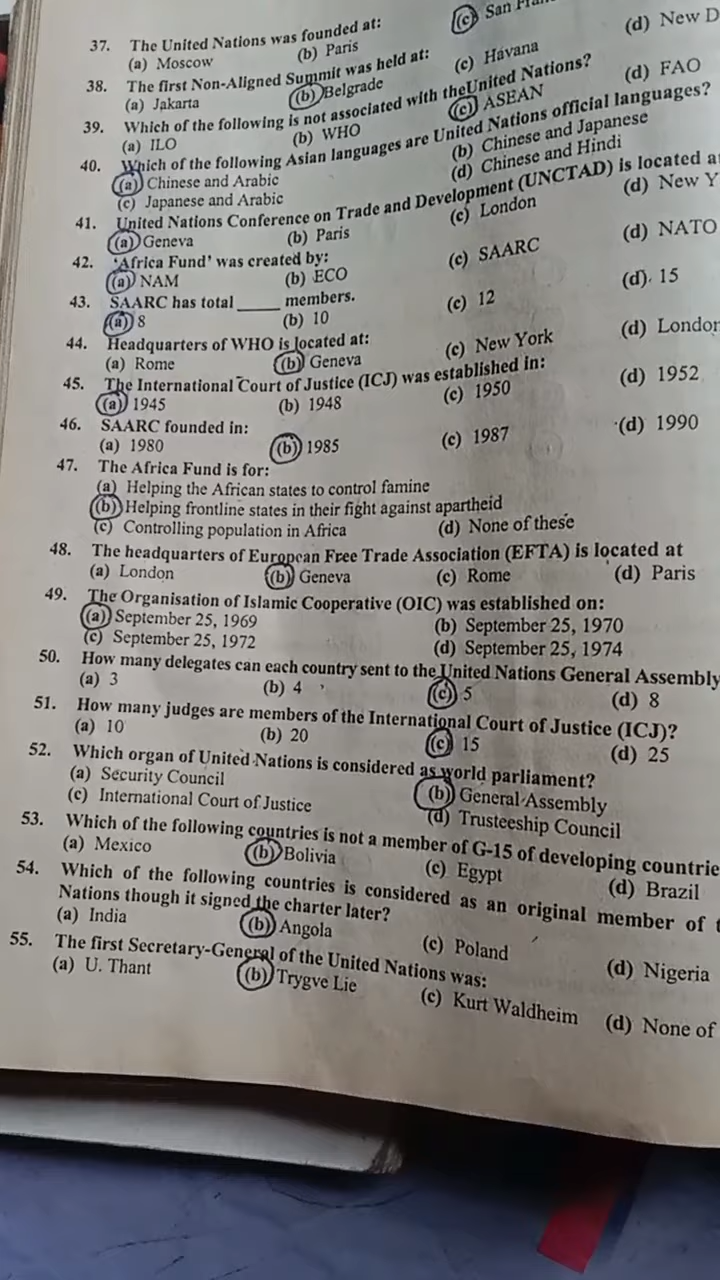 37. The United Nations was founded at:
(a) Moscow (b) Paris (c) San (d) New D
38. The first Non-Aligned Summit was held at:
(a) Jakarta (b) Belgrade (c) Havana (d) FAO
39. Which of the following is not associated with theUnited Nations?
(a) ILO (b) WHO (c) ASEAN
40. Which of the following Asian languages are United Nations official languages?
(a) Chinese and Arabic (b) Chinese and Japanese
(c) Japanese and Arabic (d) Chinese and Hindi
41. United Nations Conference on Trade and Development (UNCTAD) is located a
(a) Geneva (b) Paris (c) London (d) New Y
42. 'Africa Fund' was created by:
(a) NAM (b) ECO (c) SAARC (d) NATO
43. SAARC has total _____ members.
(a) 8 (b) 10 (c) 12 (d) 15
44. Headquarters of WHO is located at:
(a) Rome (b) Geneva (c) New York (d) London
45. The International Court of Justice (ICJ) was established in:
(a) 1945 (b) 1948 (c) 1950 (d) 1952
46. SAARC founded in:
(a) 1980 (b) 1985 (c) 1987 (d) 1990
47. The Africa Fund is for:
(a) Helping the African states to control famine
(b) Helping frontline states in their fight against apartheid
(c) Controlling population in Africa (d) None of these
48. The headquarters of European Free Trade Association (EFTA) is located at
(a) London (b) Geneva (c) Rome (d) Paris
49. The Organisation of Islamic Cooperative (OIC) was established on:
(a) September 25, 1969 (b) September 25, 1970
(c) September 25, 1972 (d) September 25, 1974
50. How many delegates can each country sent to the United Nations General Assembly
(a) 3 (b) 4 (c) 5 (d) 8
51. How many judges are members of the International Court of Justice (ICJ)?
(a) 10 (b) 20 (c) 15 (d) 25
52. Which organ of United Nations is considered as world parliament?
(a) Security Council (b) General Assembly
(c) International Court of Justice (d) Trusteeship Council
53. Which of the following countries is not a member of G-15 of developing countrie
(a) Mexico (b) Bolivia (c) Egypt (d) Brazil
54. Which of the following countries is considered as an original member of t
Nations though it signed the charter later?
(a) India (b) Angola (c) Poland (d) Nigeria
55. The first Secretary-General of the United Nations was:
(a) U. Thant (b) Trygve Lie (c) Kurt Waldheim (d) None of